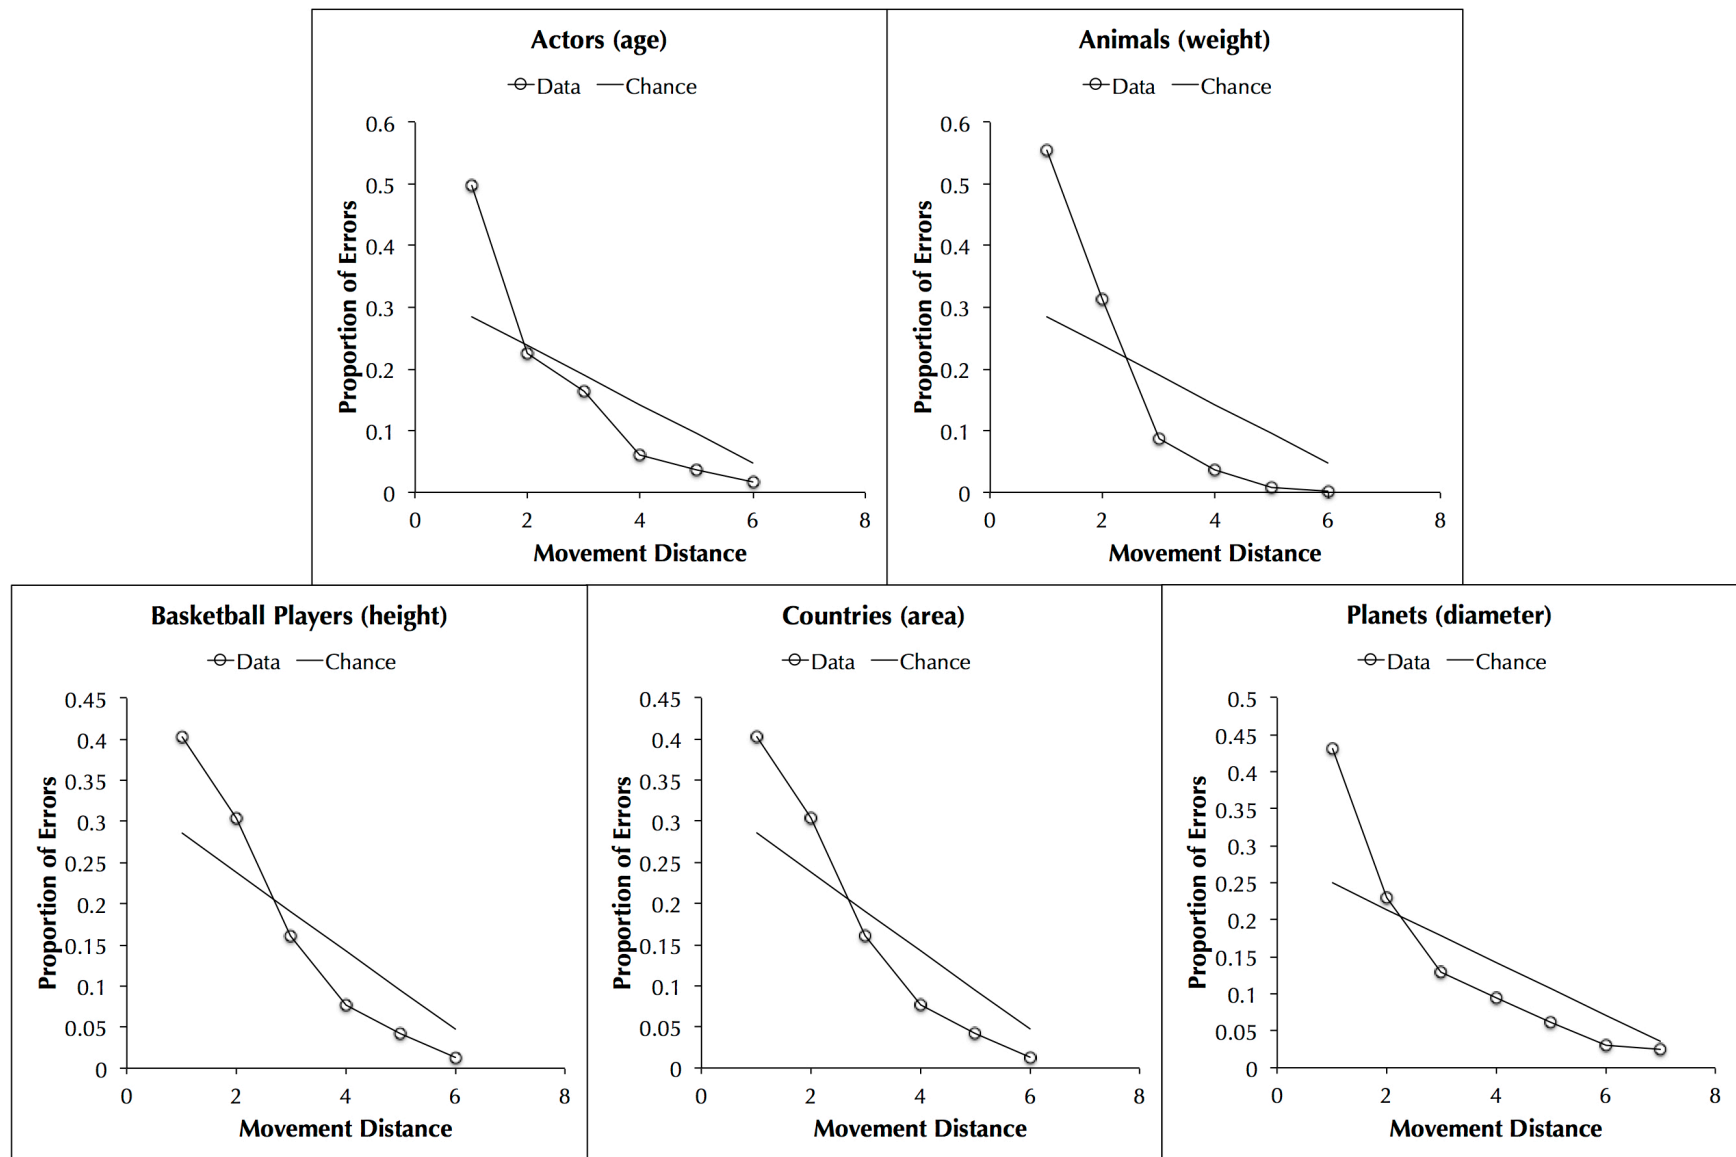 Actors (age)
Data Chance
0.6
0.5
0.4
0.3
0.2
0.1
0
Proportion of Errors
0 2 4 6 8
Movement Distance
Animals (weight)
Data Chance
0.6
0.5
0.4
0.3
0.2
0.1
0
Proportion of Errors
0 2 4 6 8
Movement Distance
Basketball Players (height)
Data Chance
0.45
0.4
0.35
0.3
0.25
0.2
0.15
0.1
0.05
0
Proportion of Errors
0 2 4 6 8
Movement Distance
Countries (area)
Data Chance
0.45
0.4
0.35
0.3
0.25
0.2
0.15
0.1
0.05
0
Proportion of Errors
0 2 4 6 8
Movement Distance
Planets (diameter)
Data Chance
0.5
0.45
0.4
0.35
0.3
0.25
0.2
0.15
0.1
0.05
0
Proportion of Errors
0 2 4 6 8
Movement Distance